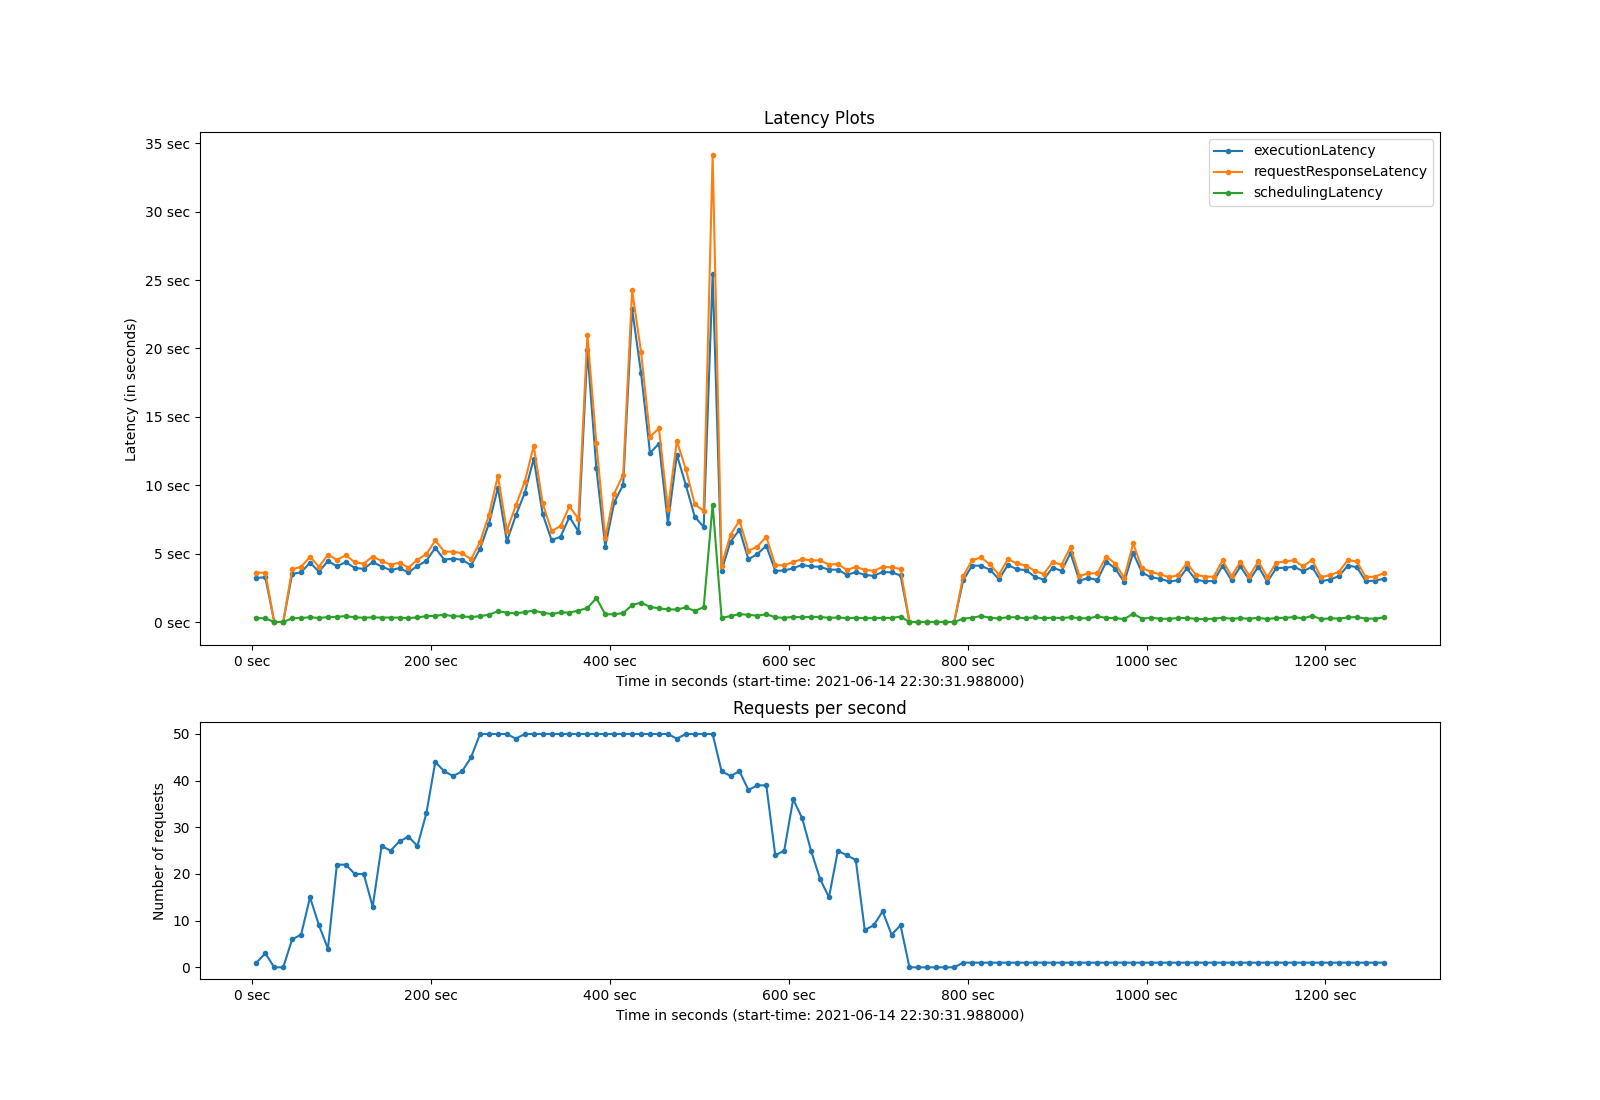 Latency Plots
35 sec
30 sec
25 sec
20 sec
15 sec
10 sec
5 sec
0 sec
Latency (in seconds)
executionLatency
requestResponseLatency
schedulingLatency
0 sec 200 sec 400 sec 600 sec 800 sec 1000 sec 1200 sec
Time in seconds (start-time: 2021-06-14 22:30:31.988000)
Requests per second
50
40
30
20
10
0
Number of requests
0 sec 200 sec 400 sec 600 sec 800 sec 1000 sec 1200 sec
Time in seconds (start-time: 2021-06-14 22:30:31.988000)